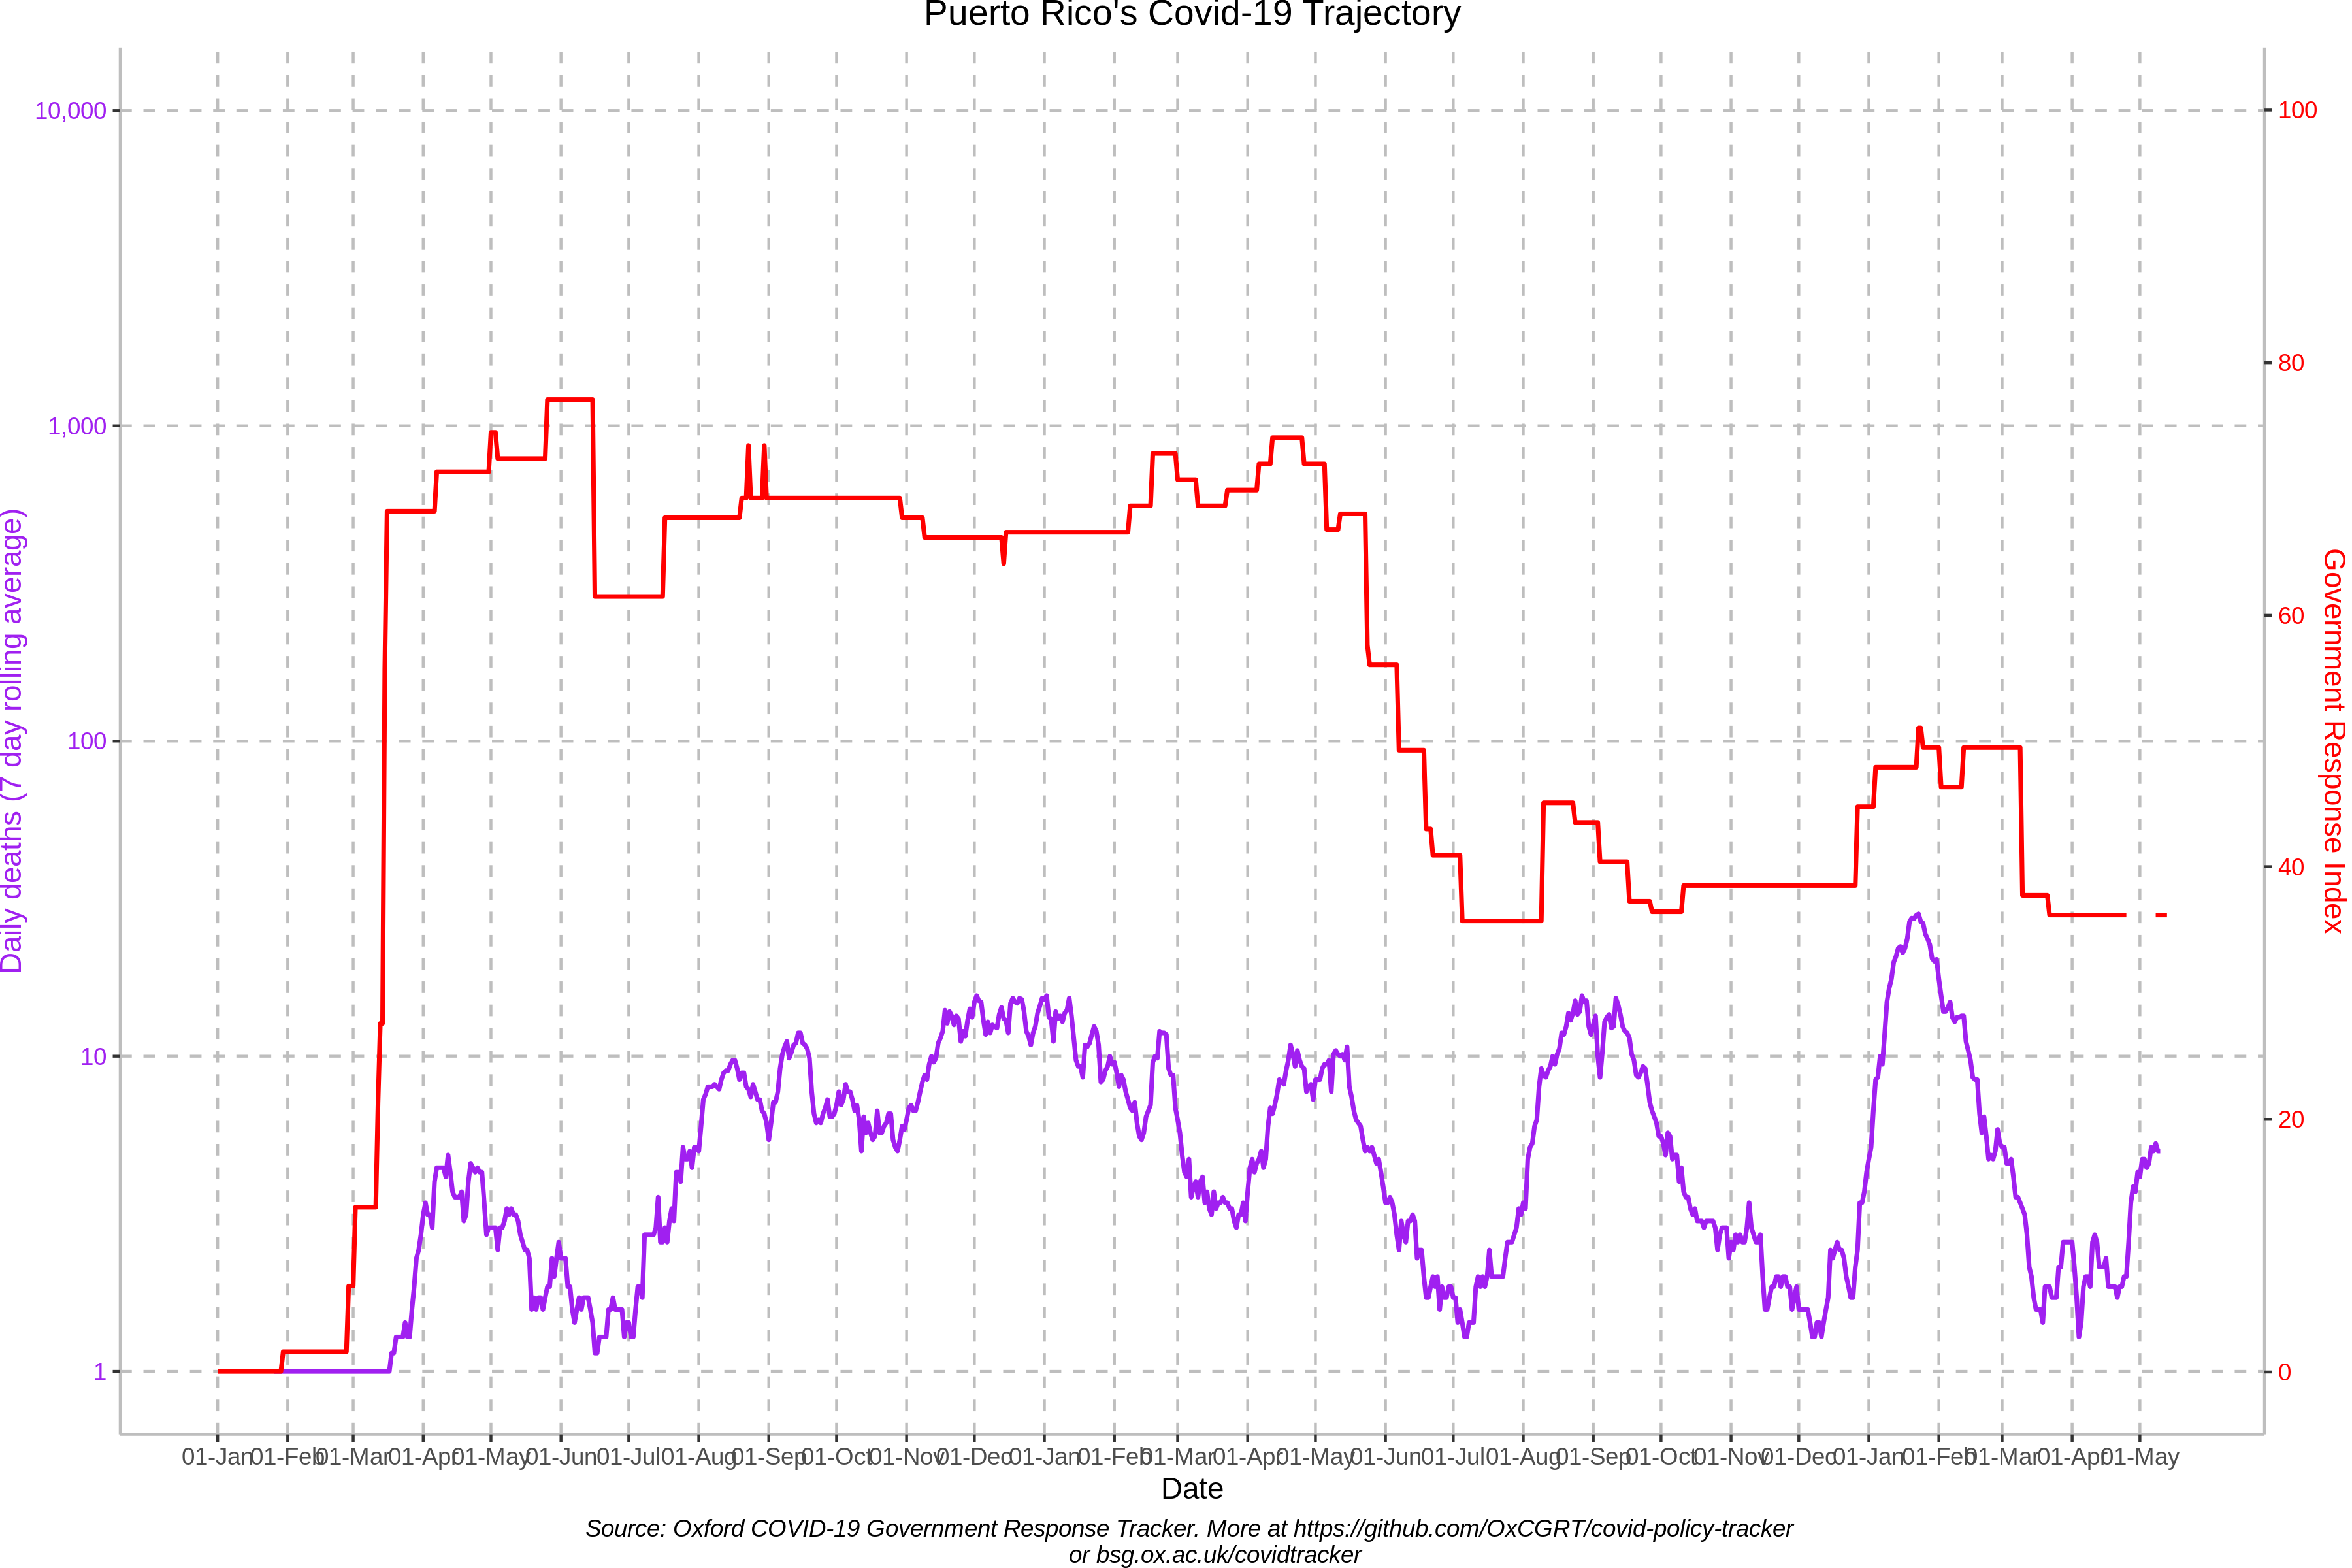 Puerto Rico's Covid-19 Trajectory
10,000
1,000
100
10
1
Daily deaths (7 day rolling average)
100
80
60
40
20
0
Government Response Index
01-Jan 01-Feb 01-Mar 01-Apr 01-May 01-Jun 01-Jul 01-Aug 01-Sep 01-Oct 01-Nov 01-Dec 01-Jan 01-Feb 01-Mar 01-Apr 01-May 01-Jun 01-Jul 01-Aug 01-Sep 01-Oct 01-Nov 01-Dec 01-Jan 01-Feb 01-Mar 01-Apr 01-May
Date
Source: Oxford COVID-19 Government Response Tracker. More at https://github.com/OxCGRT/covid-policy-tracker
or bsg.ox.ac.uk/covidtracker